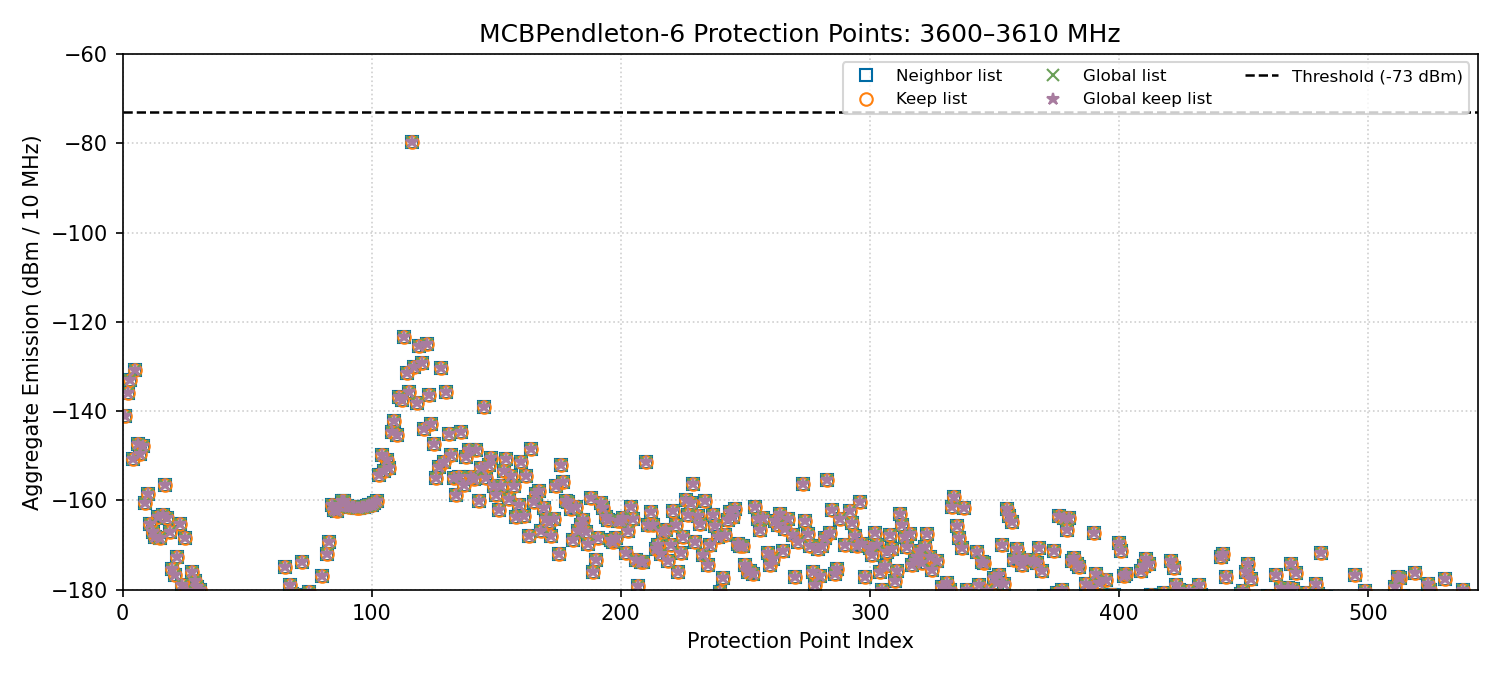 MCBPendleton-6 Protection Points: 3600–3610 MHz
Neighbor list
Keep list
Global list
Global keep list
Threshold (-73 dBm)
Aggregate Emission (dBm / 10 MHz)
−60
−80
−100
−120
−140
−160
−180
0 100 200 300 400 500
Protection Point Index